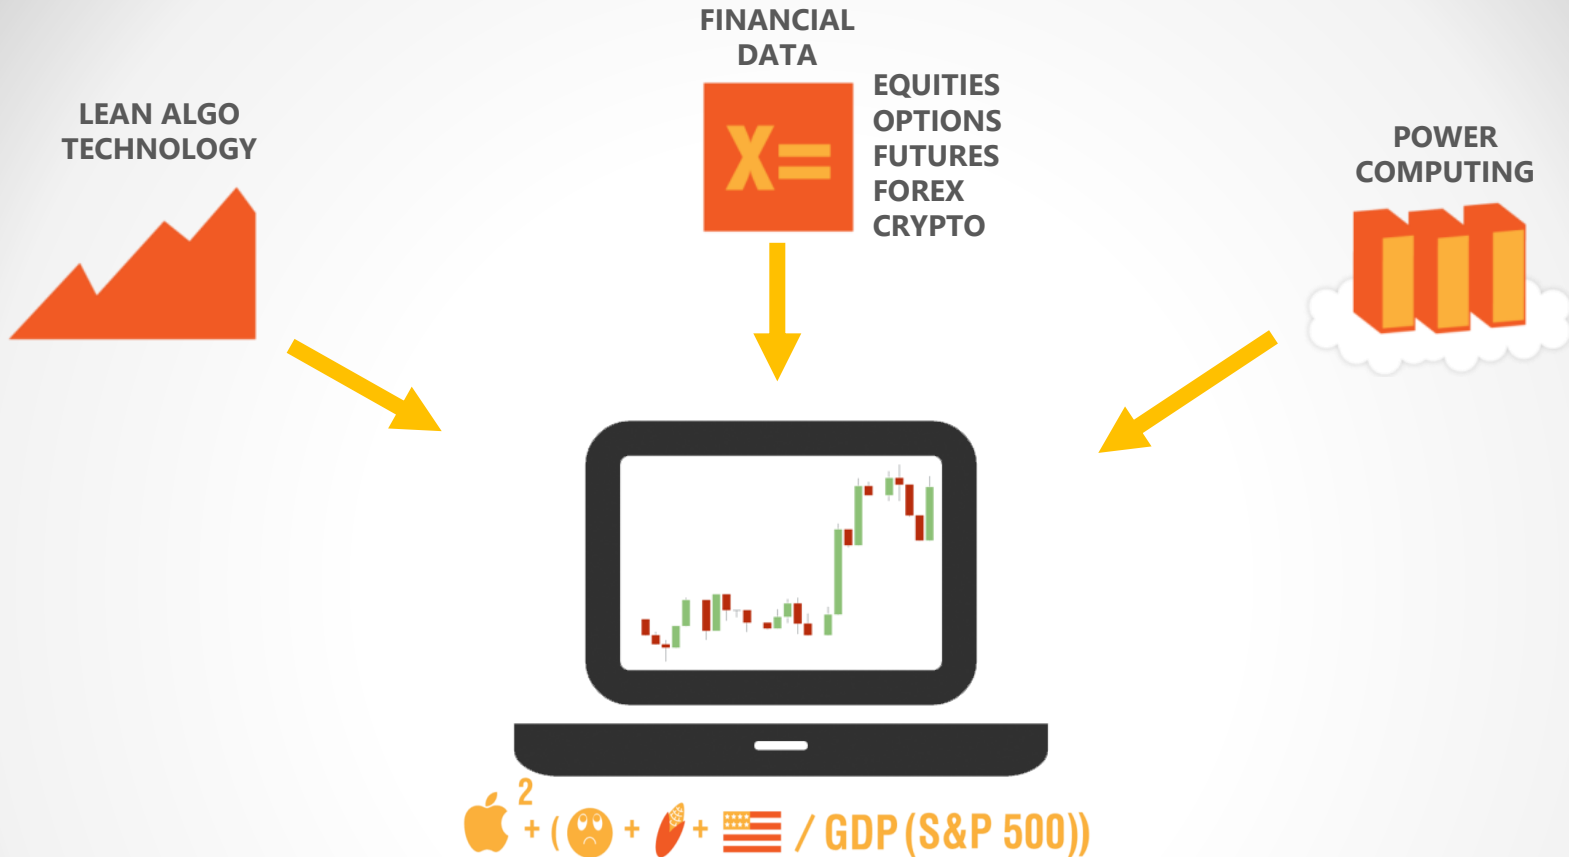 FINANCIAL
DATA
EQUITIES
OPTIONS
FUTURES
FOREX
CRYPTO
LEAN ALGO
TECHNOLOGY
POWER
COMPUTING
X=
2
+ ( + + / GDP (S&P 500))